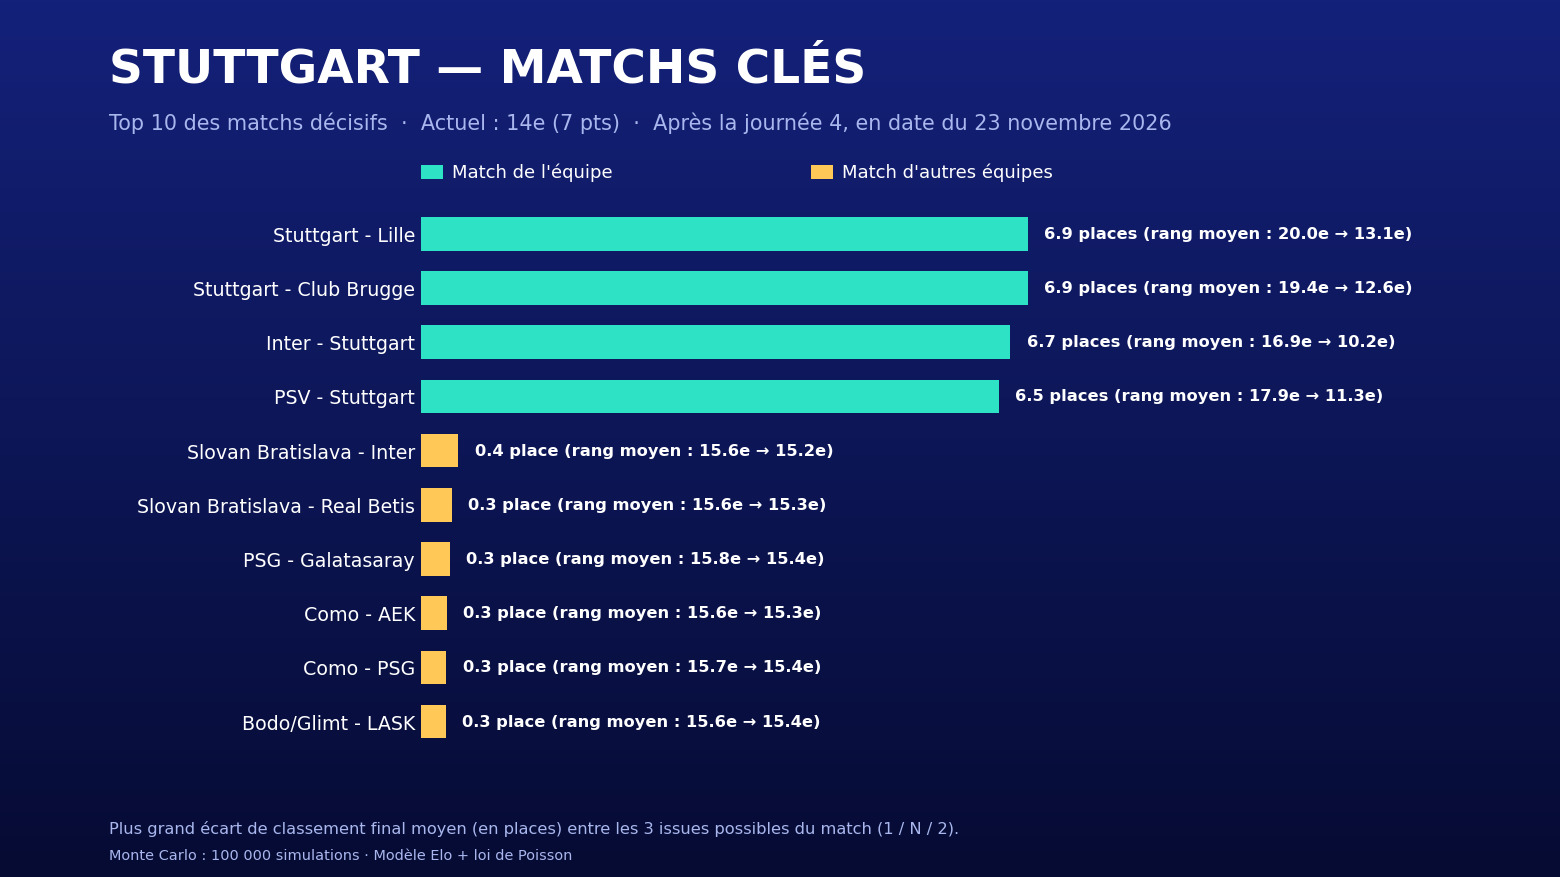 STUTTGART — MATCHS CLÉS
Top 10 des matchs décisifs · Actuel : 14e (7 pts) · Après la journée 4, en date du 23 novembre 2026
Match de l'équipe
Match d'autres équipes
Stuttgart - Lille
6.9 places (rang moyen : 20.0e → 13.1e)
Stuttgart - Club Brugge
6.9 places (rang moyen : 19.4e → 12.6e)
Inter - Stuttgart
6.7 places (rang moyen : 16.9e → 10.2e)
PSV - Stuttgart
6.5 places (rang moyen : 17.9e → 11.3e)
Slovan Bratislava - Inter
0.4 place (rang moyen : 15.6e → 15.2e)
Slovan Bratislava - Real Betis
0.3 place (rang moyen : 15.6e → 15.3e)
PSG - Galatasaray
0.3 place (rang moyen : 15.8e → 15.4e)
Como - AEK
0.3 place (rang moyen : 15.6e → 15.3e)
Como - PSG
0.3 place (rang moyen : 15.7e → 15.4e)
Bodo/Glimt - LASK
0.3 place (rang moyen : 15.6e → 15.4e)
Plus grand écart de classement final moyen (en places) entre les 3 issues possibles du match (1 / N / 2).
Monte Carlo : 100 000 simulations · Modèle Elo + loi de Poisson